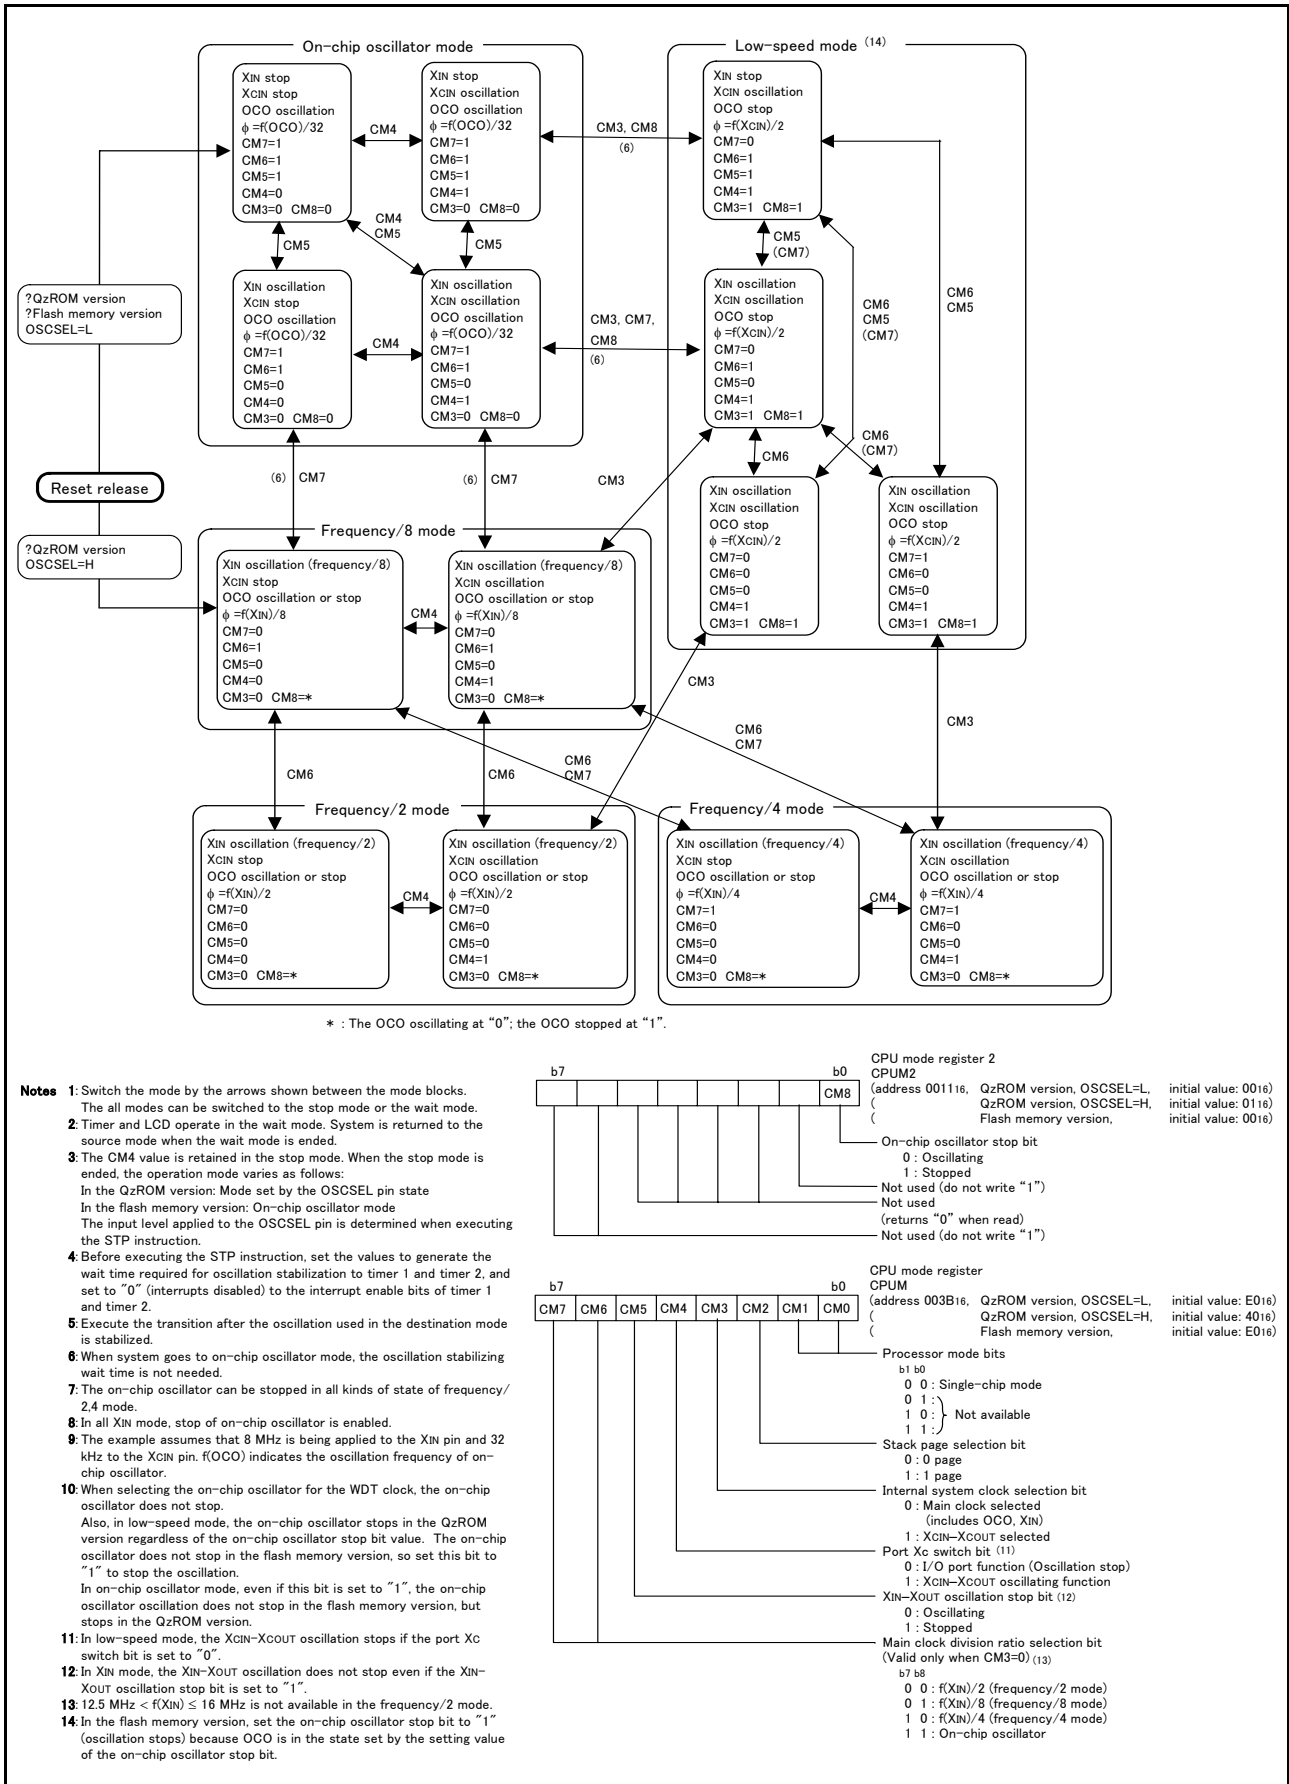 On-chip oscillator mode
XIN stop
XCIN stop
OCO oscillation
φ =f(OCO)/32
CM7=1
CM6=1
CM5=1
CM4=0
CM3=0 CM8=0
CM4
XIN stop
XCIN oscillation
OCO oscillation
φ =f(OCO)/32
CM7=1
CM6=1
CM5=1
CM4=1
CM3=0 CM8=0
CM5
CM4
CM5
CM5
XIN oscillation
XCIN stop
OCO oscillation
φ =f(OCO)/32
CM7=1
CM6=1
CM5=0
CM4=0
CM3=0 CM8=0
CM4
XIN oscillation
XCIN oscillation
OCO oscillation
φ =f(OCO)/32
CM7=1
CM6=1
CM5=0
CM4=1
CM3=0 CM8=0
CM3, CM8
(6)
CM3, CM7,
CM8
(6)
Low-speed mode (14)
XIN stop
XCIN oscillation
OCO stop
φ =f(XCIN)/2
CM7=0
CM6=1
CM5=1
CM4=1
CM3=1 CM8=1
CM5
(CM7)
XIN oscillation
XCIN oscillation
OCO stop
φ =f(XCIN)/2
CM7=0
CM6=1
CM5=0
CM4=1
CM3=1 CM8=1
CM6
CM5
(CM7)
CM6
CM5
CM6
CM6
(CM7)
XIN oscillation
XCIN oscillation
OCO stop
φ =f(XCIN)/2
CM7=0
CM6=0
CM5=0
CM4=1
CM3=1 CM8=1
XIN oscillation
XCIN oscillation
OCO stop
φ =f(XCIN)/2
CM7=1
CM6=0
CM5=0
CM4=1
CM3=1 CM8=1
?QzROM version
?Flash memory version
OSCSEL=L
Reset release
?QzROM version
OSCSEL=H
(6) CM7
(6) CM7
CM3
Frequency/8 mode
XIN oscillation (frequency/8)
XCIN stop
OCO oscillation or stop
φ =f(XIN)/8
CM7=0
CM6=1
CM5=0
CM4=0
CM3=0 CM8=*
CM4
XIN oscillation (frequency/8)
XCIN oscillation
OCO oscillation or stop
φ =f(XIN)/8
CM7=0
CM6=1
CM5=0
CM4=1
CM3=0 CM8=*
CM3
CM3
CM6
CM7
CM6
CM7
CM6
CM6
Frequency/2 mode
XIN oscillation (frequency/2)
XCIN stop
OCO oscillation or stop
φ =f(XIN)/2
CM7=0
CM6=0
CM5=0
CM4=0
CM3=0 CM8=*
CM4
XIN oscillation (frequency/2)
XCIN oscillation
OCO oscillation or stop
φ =f(XIN)/2
CM7=0
CM6=0
CM5=0
CM4=1
CM3=0 CM8=*
Frequency/4 mode
XIN oscillation (frequency/4)
XCIN stop
OCO oscillation or stop
φ =f(XIN)/4
CM7=1
CM6=0
CM5=0
CM4=0
CM3=0 CM8=*
CM4
XIN oscillation (frequency/4)
XCIN oscillation
OCO oscillation or stop
φ =f(XIN)/4
CM7=1
CM6=0
CM5=0
CM4=1
CM3=0 CM8=*
* : The OCO oscillating at “0”; the OCO stopped at “1”.
Notes 1: Switch the mode by the arrows shown between the mode blocks.
The all modes can be switched to the stop mode or the wait mode.
2: Timer and LCD operate in the wait mode. System is returned to the
source mode when the wait mode is ended.
3: The CM4 value is retained in the stop mode. When the stop mode is
ended, the operation mode varies as follows:
In the QzROM version: Mode set by the OSCSEL pin state
In the flash memory version: On-chip oscillator mode
The input level applied to the OSCSEL pin is determined when executing
the STP instruction.
4: Before executing the STP instruction, set the values to generate the
wait time required for oscillation stabilization to timer 1 and timer 2, and
set to "0" (interrupts disabled) to the interrupt enable bits of timer 1
and timer 2.
5: Execute the transition after the oscillation used in the destination mode
is stabilized.
6: When system goes to on-chip oscillator mode, the oscillation stabilizing
wait time is not needed.
7: The on-chip oscillator can be stopped in all kinds of state of frequency/
2,4 mode.
8: In all XIN mode, stop of on-chip oscillator is enabled.
9: The example assumes that 8 MHz is being applied to the XIN pin and 32
kHz to the XCIN pin. f(OCO) indicates the oscillation frequency of on-
chip oscillator.
10: When selecting the on-chip oscillator for the WDT clock, the on-chip
oscillator does not stop.
Also, in low-speed mode, the on-chip oscillator stops in the QzROM
version regardless of the on-chip oscillator stop bit value. The on-chip
oscillator does not stop in the flash memory version, so set this bit to
"1" to stop the oscillation.
In on-chip oscillator mode, even if this bit is set to "1", the on-chip
oscillator oscillation does not stop in the flash memory version, but
stops in the QzROM version.
11: In low-speed mode, the XCIN-XCOUT oscillation stops if the port XC
switch bit is set to "0".
12: In XIN mode, the XIN-XOUT oscillation does not stop even if the XIN-
XOUT oscillation stop bit is set to "1".
13: 12.5 MHz < f(XIN) ≤ 16 MHz is not available in the frequency/2 mode.
14: In the flash memory version, set the on-chip oscillator stop bit to "1"
(oscillation stops) because OCO is in the state set by the setting value
of the on-chip oscillator stop bit.
b7 b0
CM8
CPU mode register 2
CPUM2
(address 001116, QzROM version, OSCSEL=L, initial value: 0016)
( QzROM version, OSCSEL=H, initial value: 0116)
( Flash memory version, initial value: 0016)
On-chip oscillator stop bit
0 : Oscillating
1 : Stopped
Not used (do not write “1”)
Not used
(returns “0” when read)
Not used (do not write “1”)
b7 b0
CM7 CM6 CM5 CM4 CM3 CM2 CM1 CM0
CPU mode register
CPUM
(address 003B16, QzROM version, OSCSEL=L, initial value: E016)
( QzROM version, OSCSEL=H, initial value: 4016)
( Flash memory version, initial value: E016)
Processor mode bits
b1 b0
0 0 : Single-chip mode
0 1 :
1 0 : Not available
1 1 :
Stack page selection bit
0 : 0 page
1 : 1 page
Internal system clock selection bit
0 : Main clock selected
(includes OCO, XIN)
1 : XCIN–XCOUT selected
Port Xc switch bit (11)
0 : I/O port function (Oscillation stop)
1 : XCIN–XCOUT oscillating function
XIN–XOUT oscillation stop bit (12)
0 : Oscillating
1 : Stopped
Main clock division ratio selection bit
(Valid only when CM3=0) (13)
b7 b8
0 0 : f(XIN)/2 (frequency/2 mode)
0 1 : f(XIN)/8 (frequency/8 mode)
1 0 : f(XIN)/4 (frequency/4 mode)
1 1 : On-chip oscillator